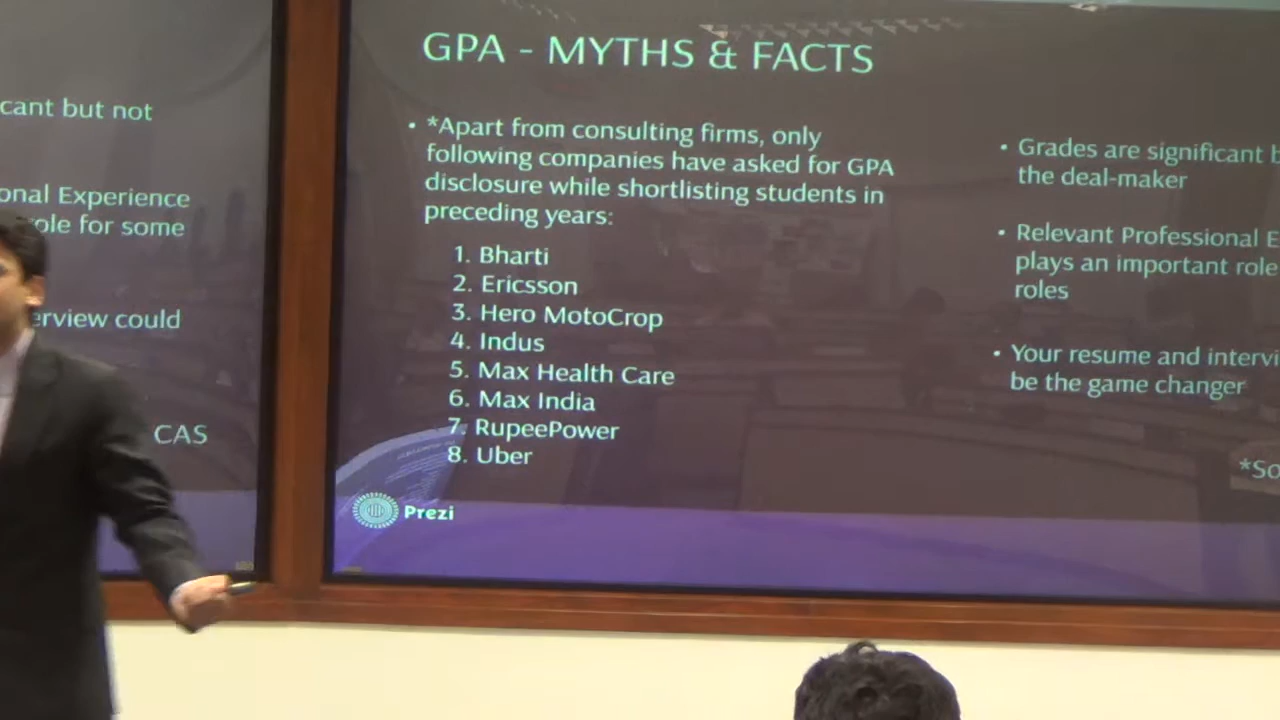 cant but not
onal Experience
role for some
erview could
CAS
GPA - MYTHS & FACTS
• *Apart from consulting firms, only
following companies have asked for GPA
disclosure while shortlisting students in
preceding years:
1. Bharti
2. Ericsson
3. Hero MotoCrop
4. Indus
5. Max Health Care
6. Max India
7. RupeePower
8. Uber
Prezi
• Grades are significant b
the deal-maker
• Relevant Professional E
plays an important role
roles
• Your resume and intervi
be the game changer
*So